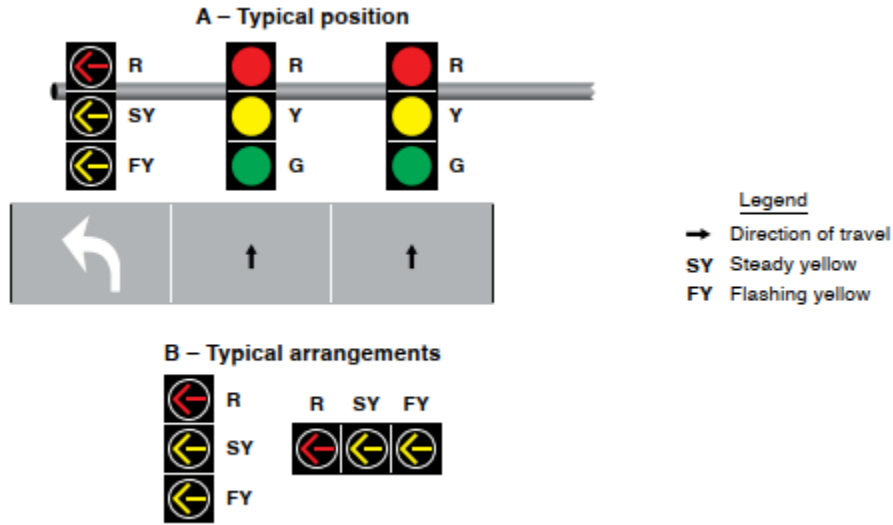 A – Typical position
R R R
SY Y Y
FY G G
Legend
Direction of travel
SY Steady yellow
FY Flashing yellow
B – Typical arrangements
R R SY FY
SY
FY